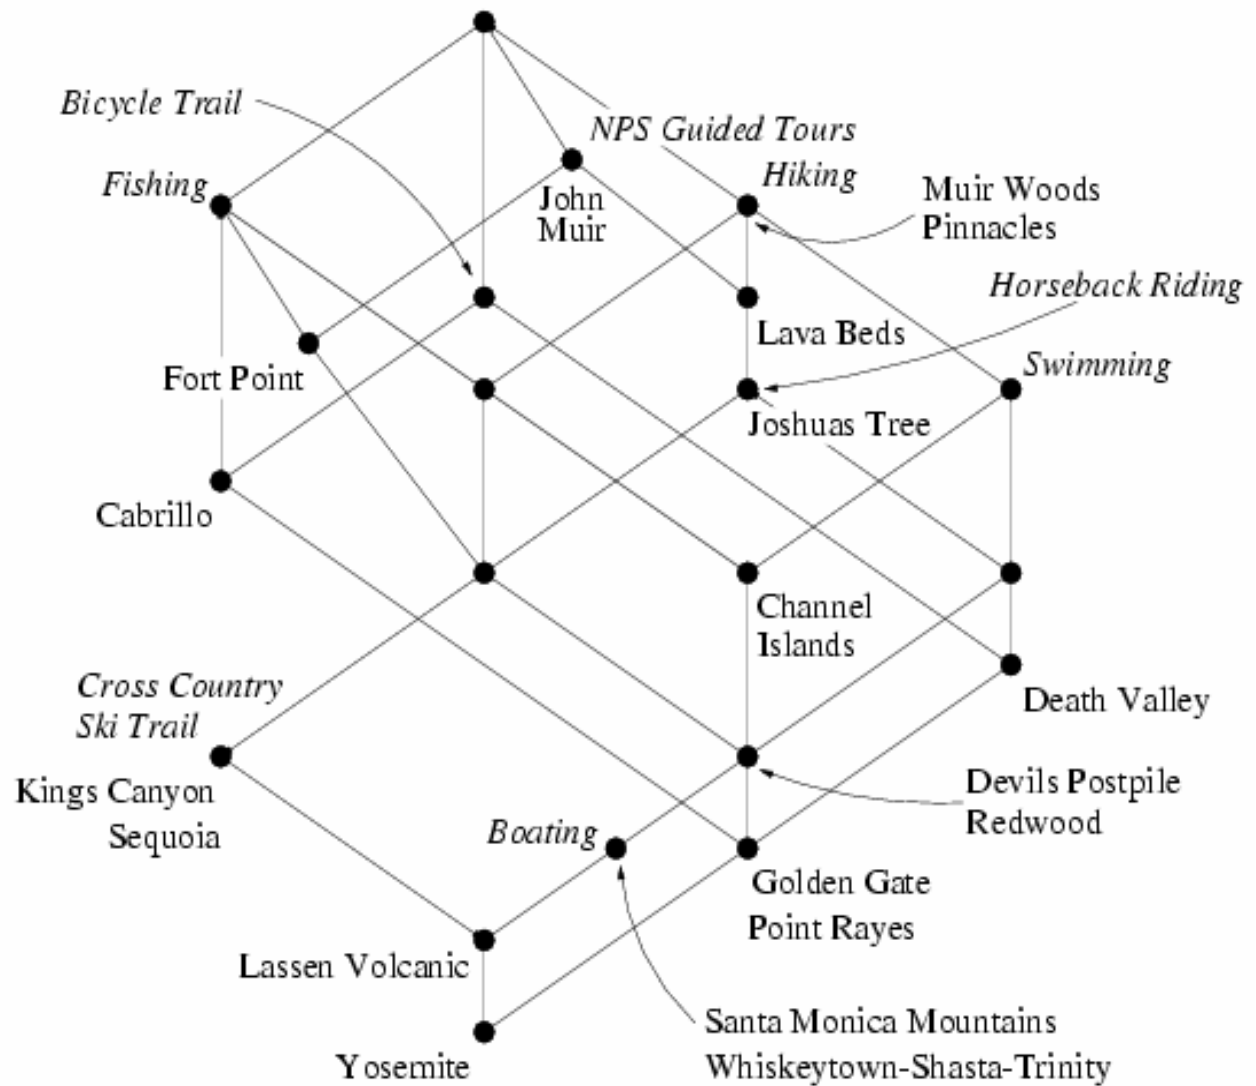 Bicycle Trail
NPS Guided Tours
Fishing
John
Muir
Hiking
Muir Woods
Pinnacles
Horseback Riding
Lava Beds
Fort Point
Swimming
Joshuas Tree
Cabrillo
Channel
Islands
Cross Country
Ski Trail
Death Valley
Kings Canyon
Sequoia
Devils Postpile
Redwood
Boating
Golden Gate
Point Rayes
Lassen Volcanic
Santa Monica Mountains
Whiskeytown-Shasta-Trinity
Yosemite